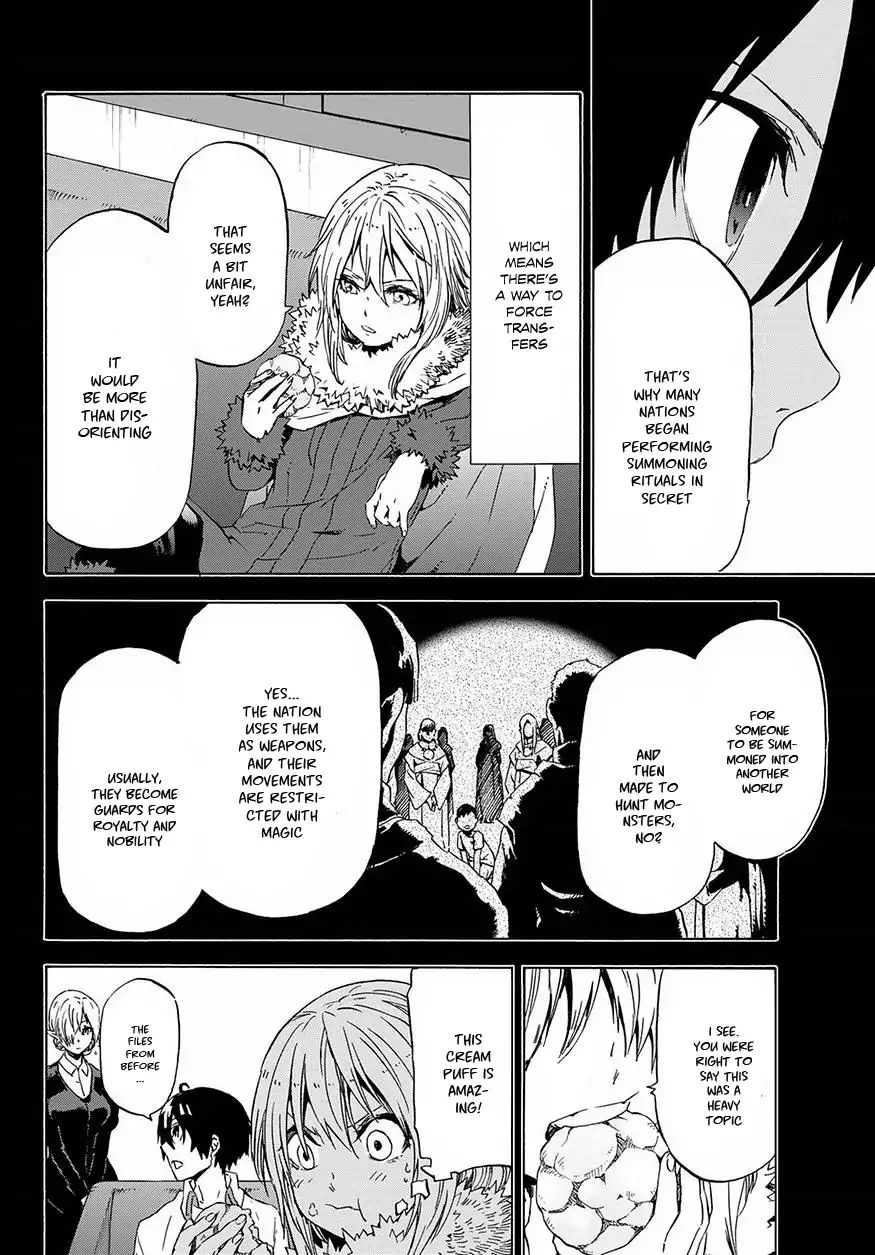 THAT'S
WHY MANY
NATIONS
BEGAN
PERFORMING
SUMMONING
RITUALS IN
SECRET
WHICH
MEANS
THERE'S
A WAY TO
FORCE
TRANS-
FERS
THAT
SEEMS
A BIT
UNFAIR,
YEAH?
IT
WOULD
BE MORE
THAN DIS-
ORIENTING
FOR
SOMEONE
TO BE SUM-
MONED INTO
ANOTHER
WORLD
AND
THEN
MADE TO
HUNT MO-
NSTERS,
NO?
YES...
THE NATION
USES THEM
AS WEAPONS,
AND THEIR
MOVEMENTS
ARE RESTRI-
CTED WITH
MAGIC
USUALLY,
THEY BECOME
GUARDS FOR
ROYALTY AND
NOBILITY
I SEE.
YOU WERE
RIGHT TO
SAY THIS
WAS A
HEAVY
TOPIC
THIS
CREAM
PUFF IS
AMAZ-
ING!
THE
FILES
FROM
BEFORE
...